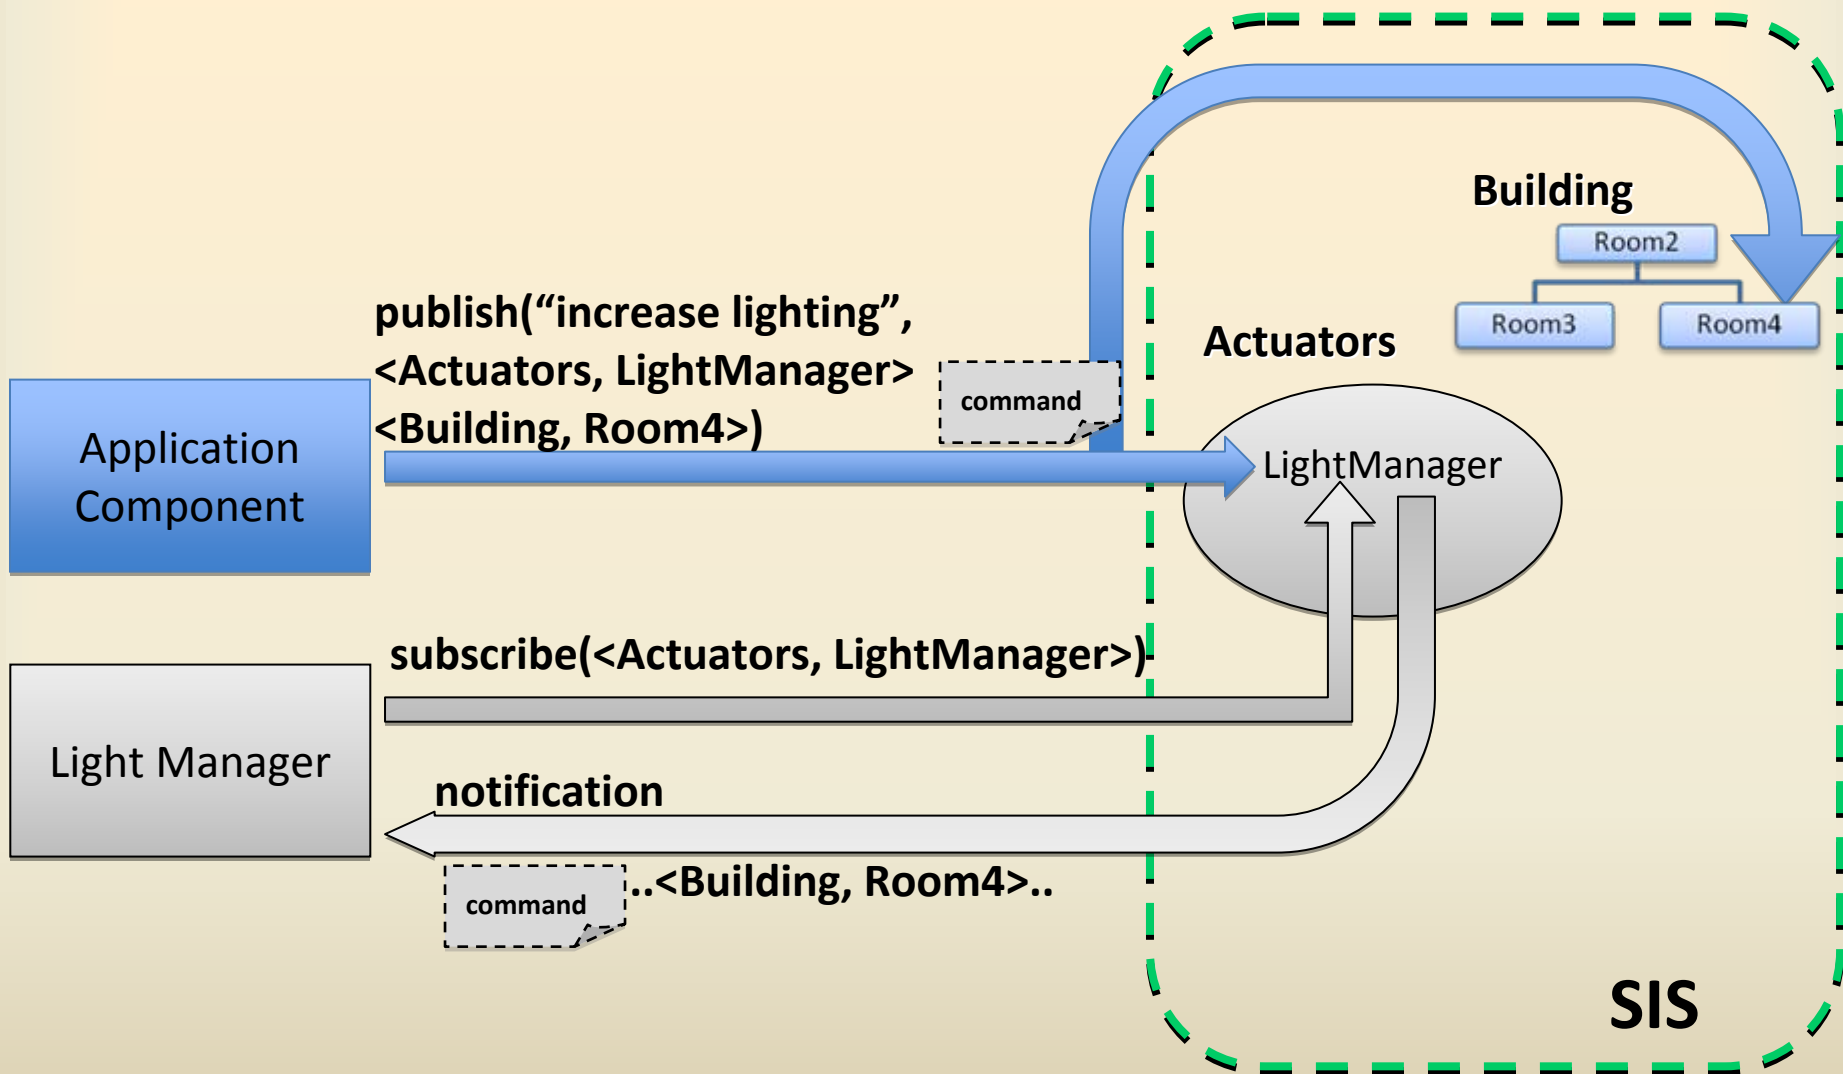 Building
Room2
Room3
Room4
publish(“increase lighting”,
<Actuators, LightManager>
<Building, Room4>)
Actuators
command
Application
Component
LightManager
subscribe(<Actuators, LightManager>)
Light Manager
notification
command
..<Building, Room4>..
SIS